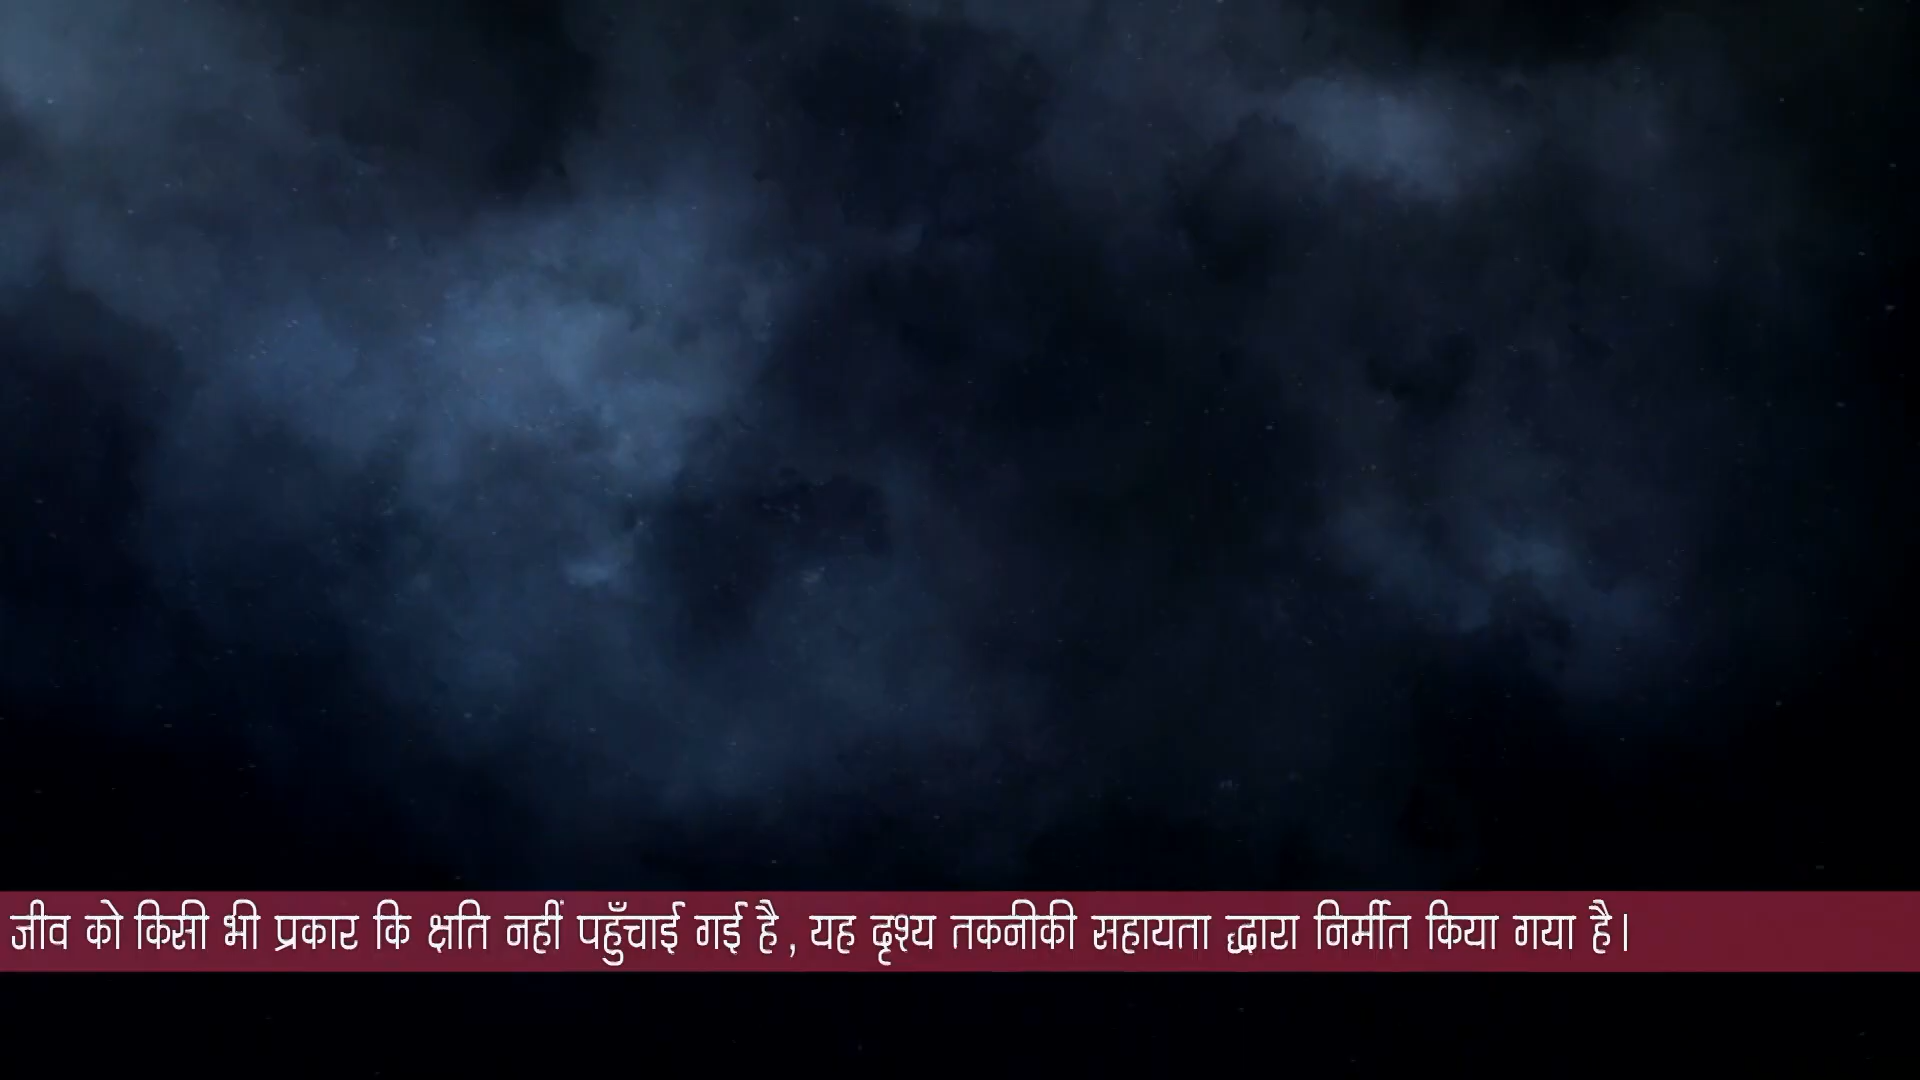 जीव को किसी भी प्रकार कि क्षति नहीं पहुँचाई गई है, यह दृश्य तकनीकी सहायता द्धारा निर्मीत किया गया है।